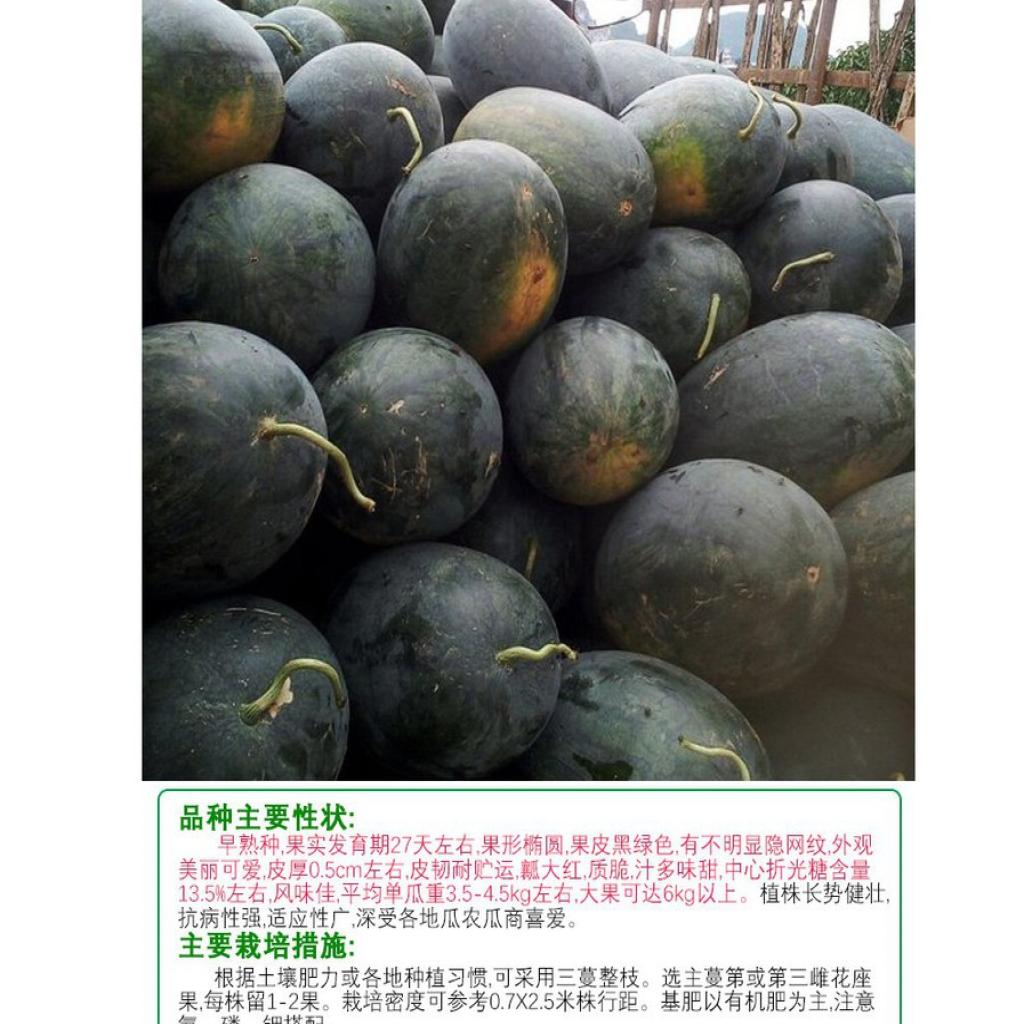 品种主要性状:
早熟种,果实发育期27天左右,果形椭圆,果皮黑绿色,有不明显隐网纹,外观
美丽可爱,皮厚0.5cm左右,皮韧耐贮运,瓤大红,质脆,汁多味甜,中心折光糖含量
13.5%左右,风味佳,平均单瓜重3.5-4.5kg左右,大果可达6kg以上。植株长势健壮,
抗病性强,适应性广,深受各地瓜农瓜商喜爱。
主要栽培措施:
根据土壤肥力或各地种植习惯,可采用三蔓整枝。选主蔓第或第三雌花座
果,每株留1-2果。栽培密度可参考0.7X2.5米株行距。基肥以有机肥为主,注意